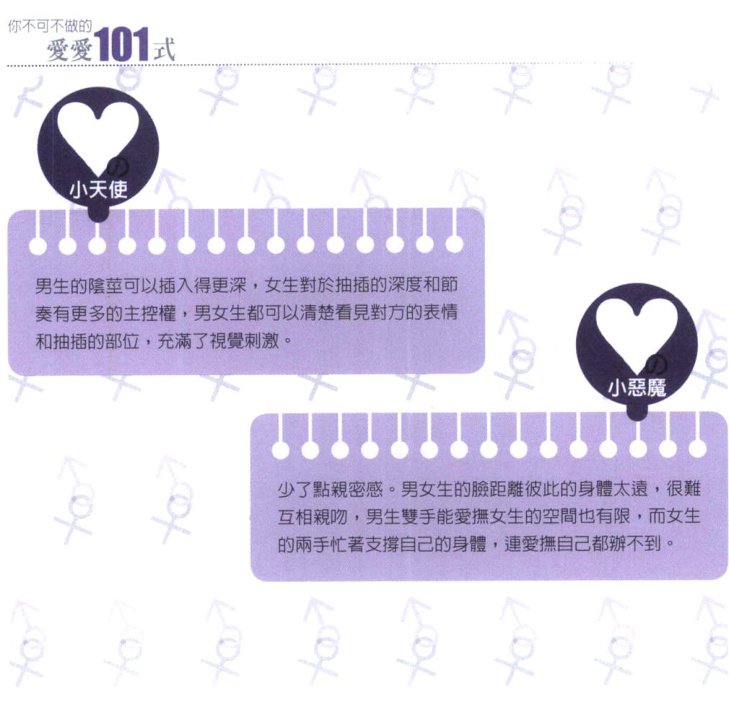 你不可不做的
愛愛101式
の
小天使
男生的陰莖可以插入得更深，女生對於抽插的深度和節
奏有更多的主控權，男女生都可以清楚看見對方的表情
和抽插的部位，充滿了視覺刺激。
の
小惡魔
少了點親密感。男女生的臉距離彼此的身體太遠，很難
互相親吻，男生雙手能愛撫女生的空間也有限，而女生
的兩手忙著支撐自己的身體，連愛撫自己都辦不到。